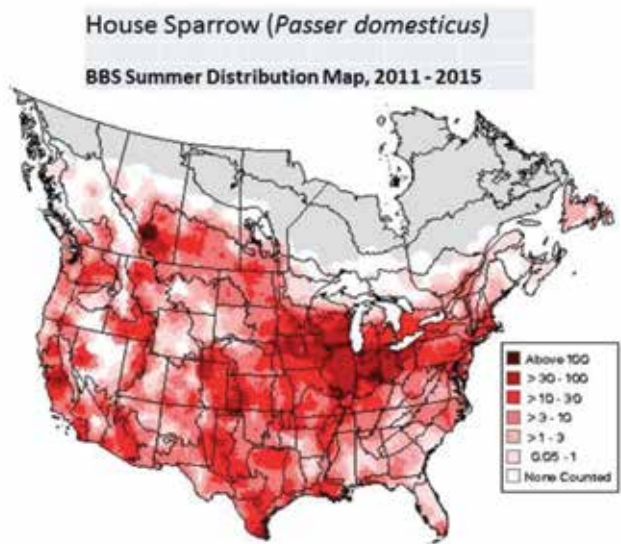 House Sparrow (Passer domesticus)
BBS Summer Distribution Map, 2011 - 2015
Above 100
>30 - 100
>10 - 30
>3 - 10
>1 - 3
0.05 - 1
None Counted